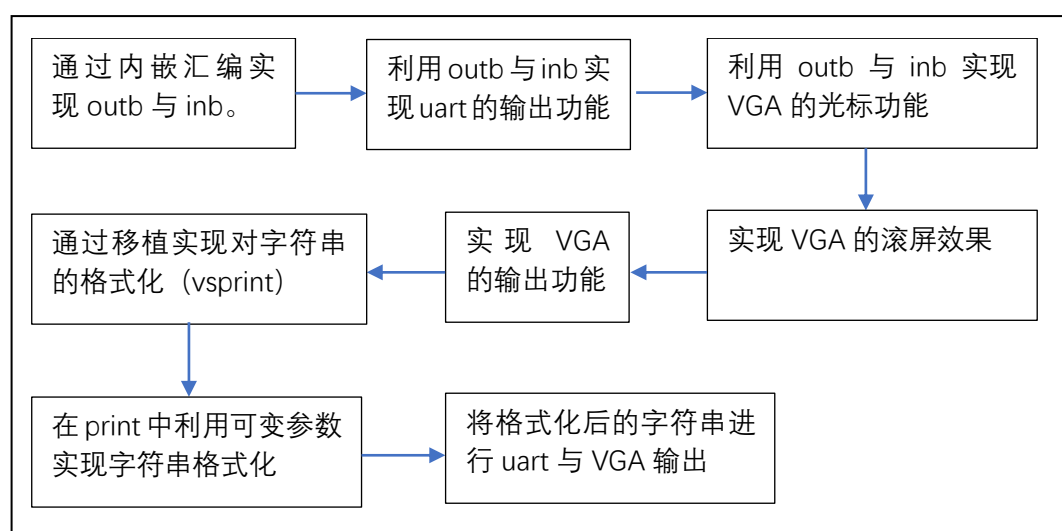 通过内嵌汇编实
现 outb 与 inb。
利用 outb 与 inb 实
现 uart 的输出功能
利用 outb 与 inb 实现
VGA 的光标功能
实现 VGA 的滚屏效果
实现 VGA
的输出功能
通过移植实现对字符串
的格式化（vsprint）
在 print 中利用可变参数
实现字符串格式化
将格式化后的字符串进
行 uart 与 VGA 输出